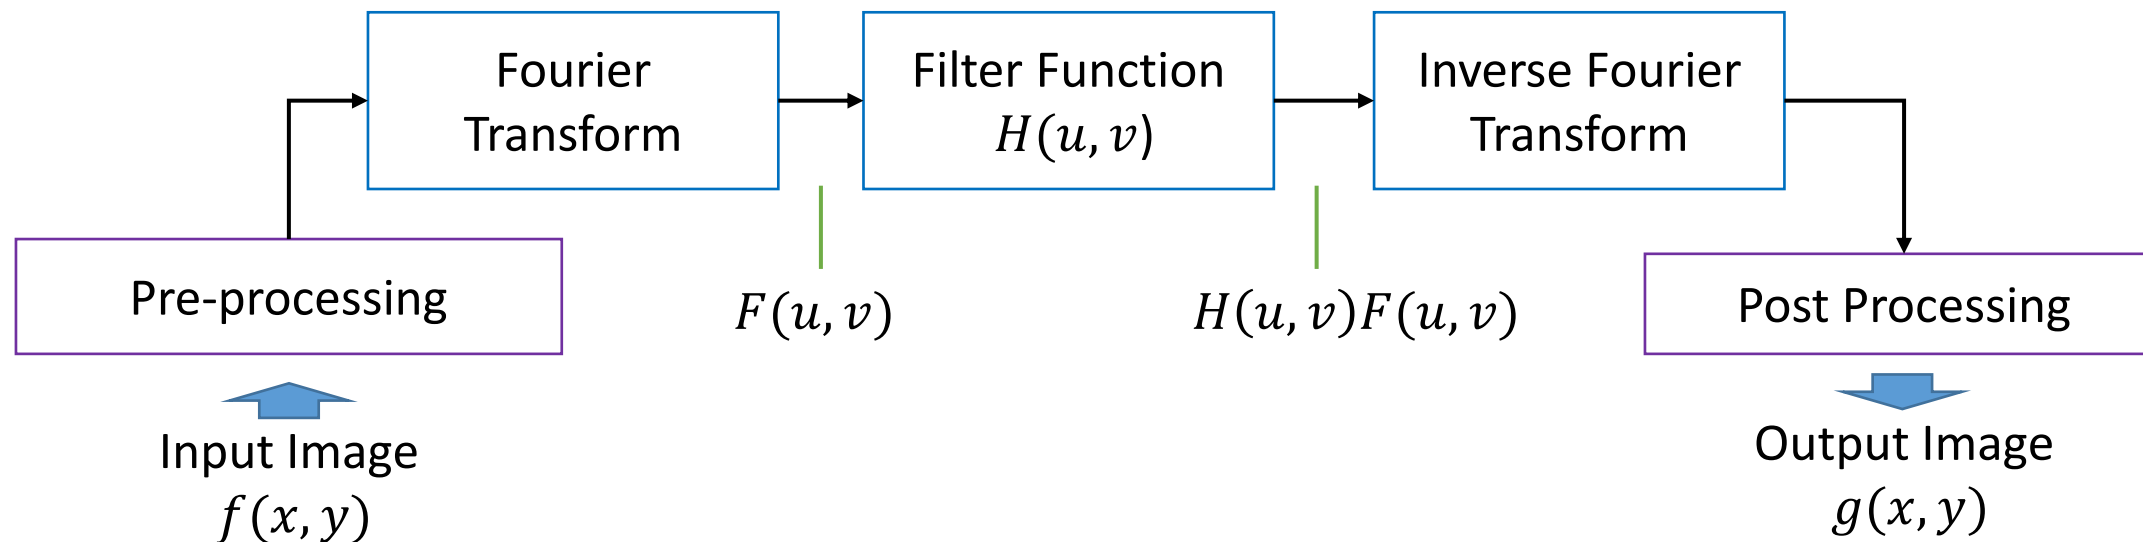 Fourier
Transform
Filter Function
H(u, v)
Inverse Fourier
Transform
Pre-processing
F(u, v)
H(u, v)F(u, v)
Post Processing
Input Image
f(x, y)
Output Image
g(x, y)